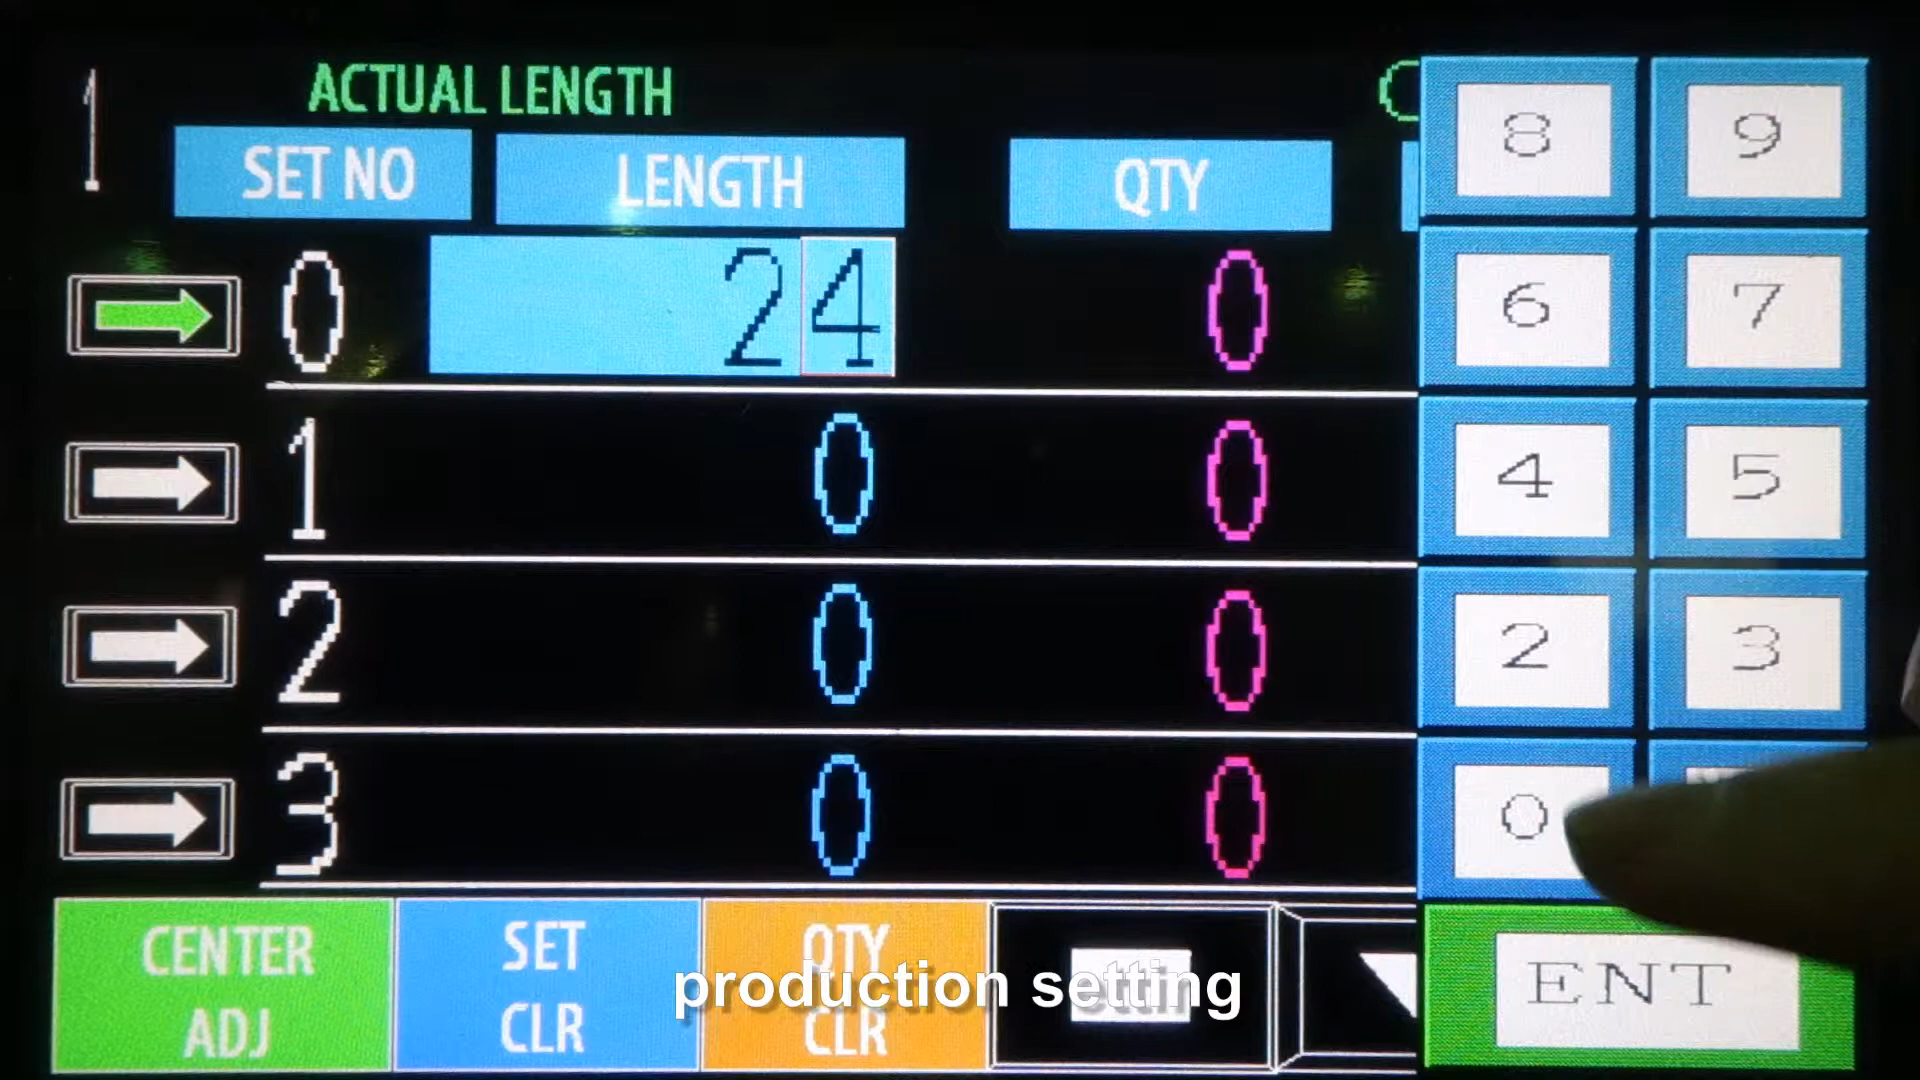 1 ACTUAL LENGTH
SET NO LENGTH QTY 8 9
0 24 0 6 7
1 0 0 4 5
2 0 0 2 3
3 0 0 0
CENTER ADJ
SET CLR
QTY CLR
ENT
production setting